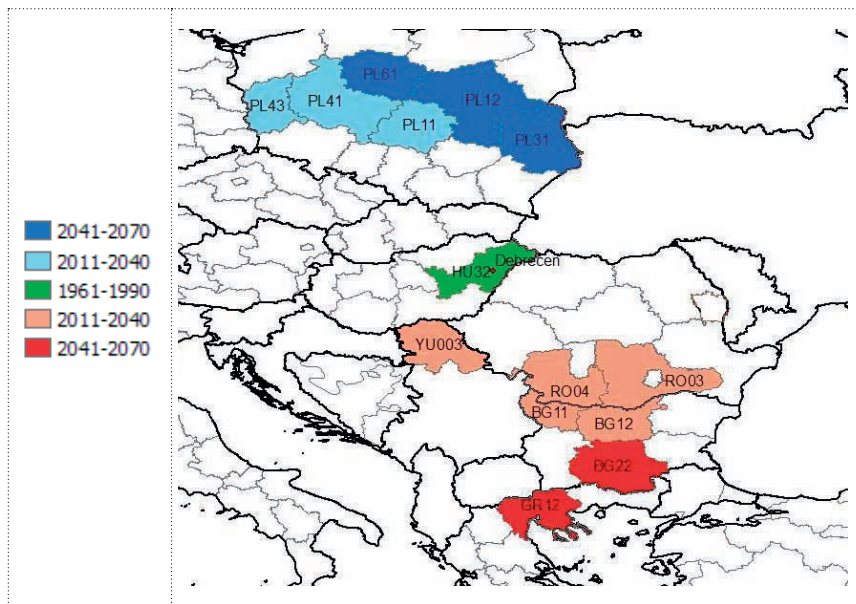 2041-2070
2011-2040
1961-1990
2011-2040
2041-2070
PL61
PL43
PL41
PL12
PL11
PL31
Debrecen
HU32
YU003
RO04
RO03
BG11
BG12
BG22
GR12